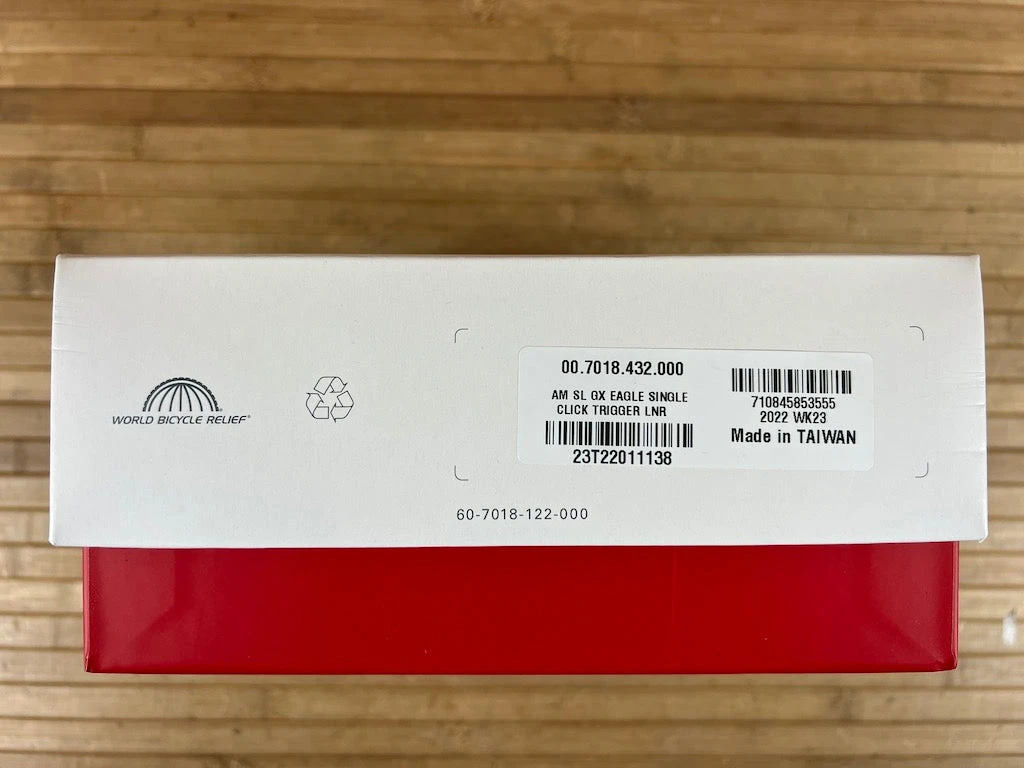 WORLD BICYCLE RELIEF®
00.7018.432.000
AM SL GX EAGLE SINGLE
CLICK TRIGGER LNR
23T22011138
710845853555
2022 WK23
Made in TAIWAN
60-7018-122-000